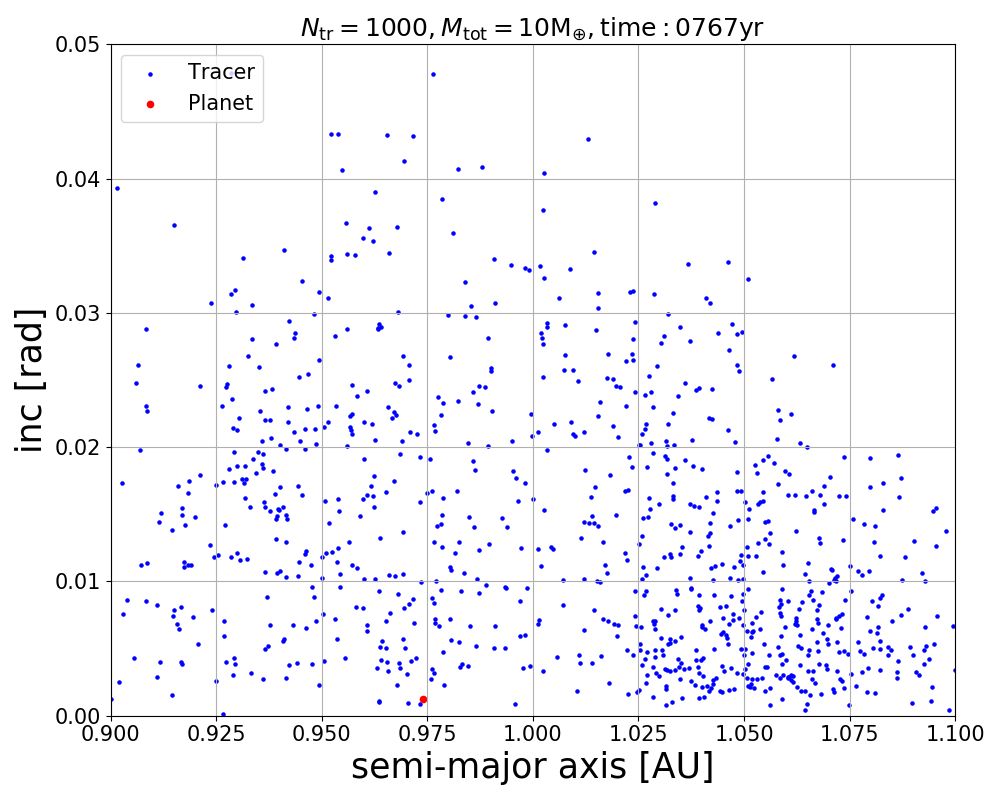 N_tr = 1000, M_tot = 10M_⊕, time : 0767yr
Tracer
Planet
inc [rad]
0.05
0.04
0.03
0.02
0.01
0.00
0.900 0.925 0.950 0.975 1.000 1.025 1.050 1.075 1.100
semi-major axis [AU]